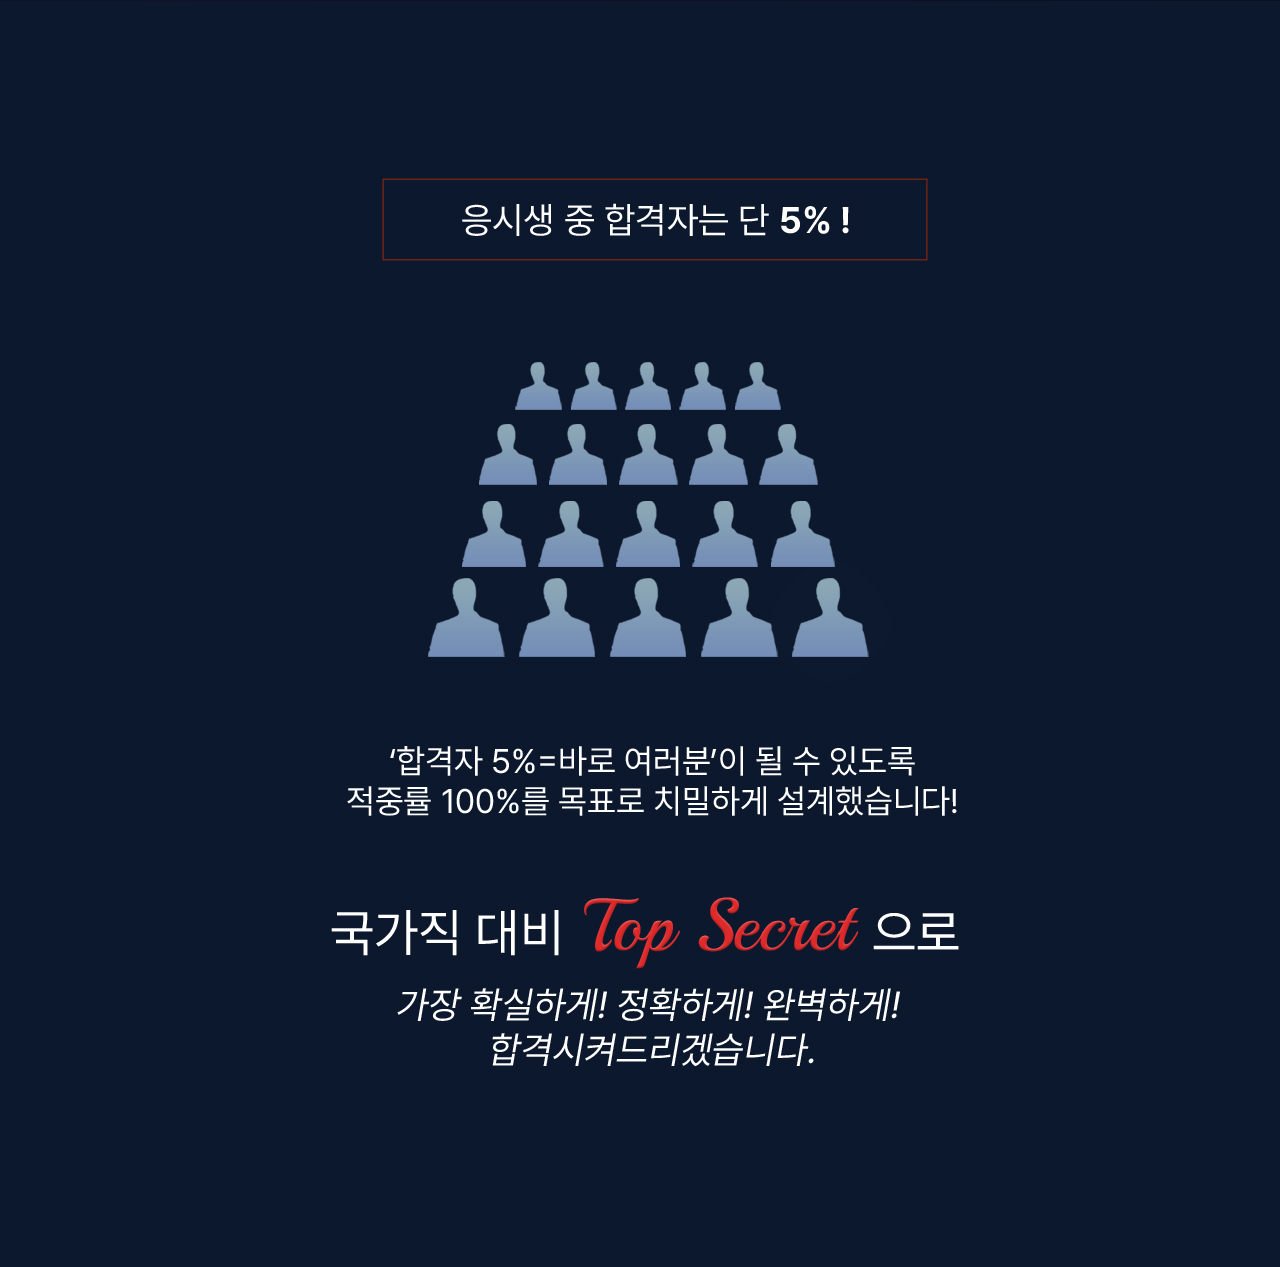 응시생 중 합격자는 단 5% !
‘합격자 5%=바로 여러분’이 될 수 있도록
적중률 100%를 목표로 치밀하게 설계했습니다!
국가직 대비 Top Secret 으로
가장 확실하게! 정확하게! 완벽하게!
합격시켜드리겠습니다.